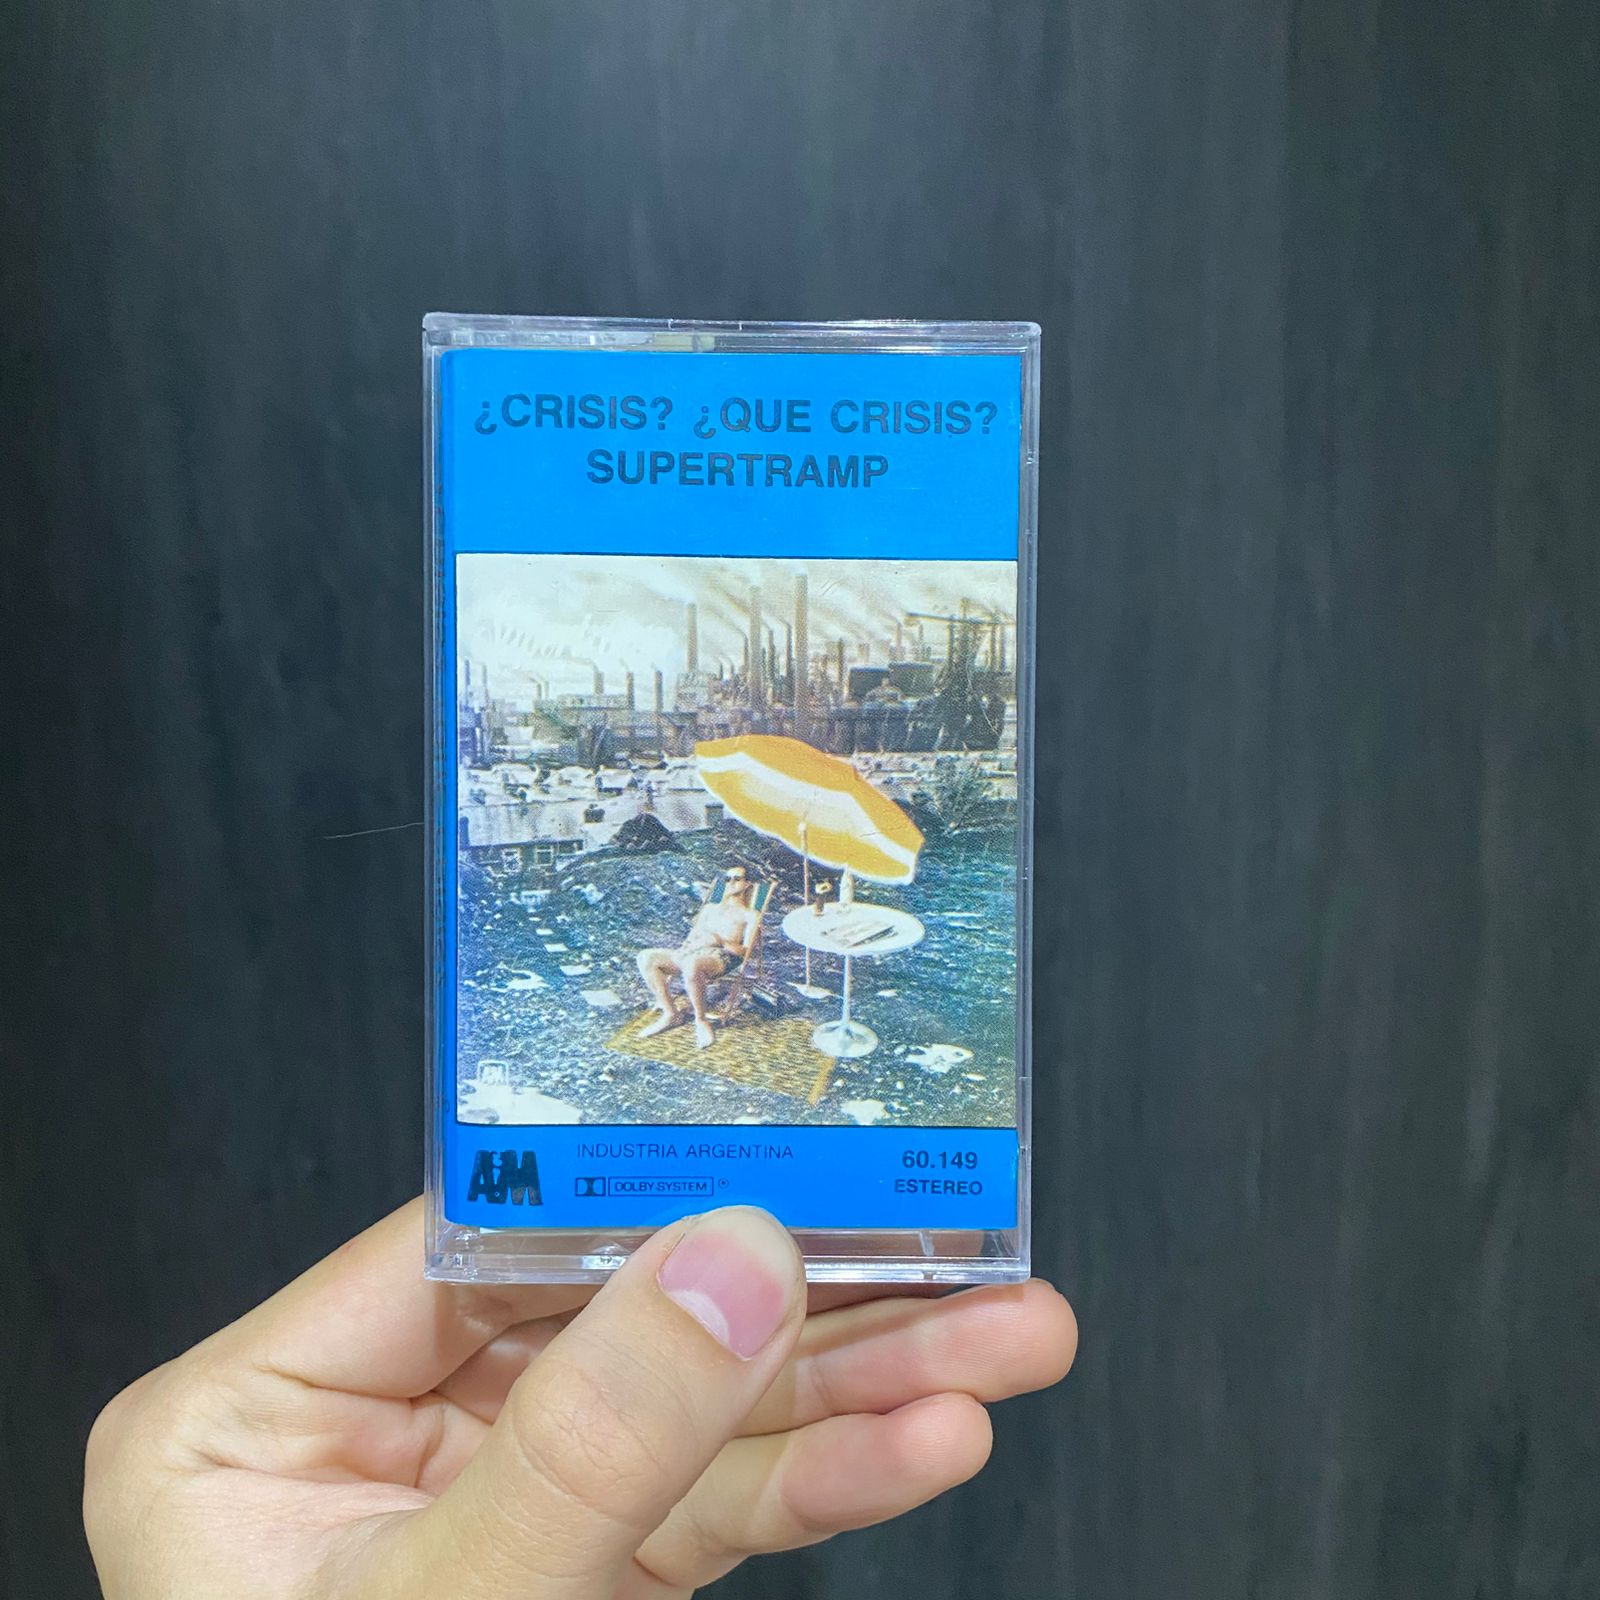 ¿CRISIS? ¿QUE CRISIS?
SUPERTRAMP
A&M
INDUSTRIA ARGENTINA
DOLBY SYSTEM ®
60.149
ESTEREO